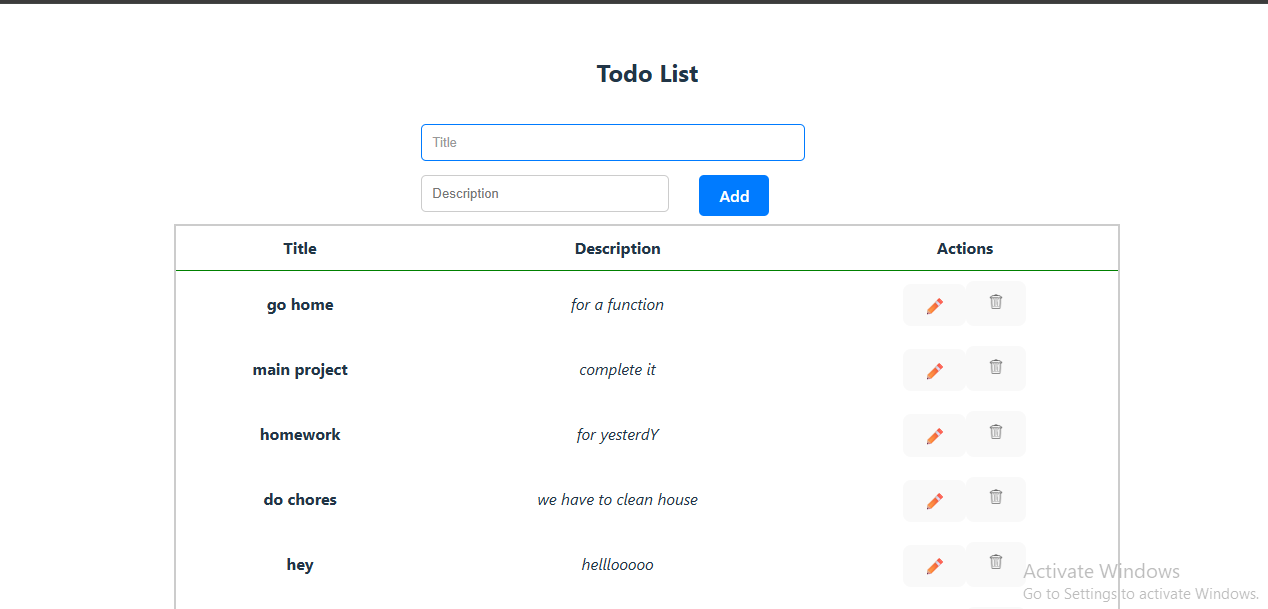 Todo List
Title
Description
Add
Title Description Actions
go home for a function
main project complete it
homework for yesterdY
do chores we have to clean house
hey hellooooo
Activate Windows
Go to Settings to activate Windows.